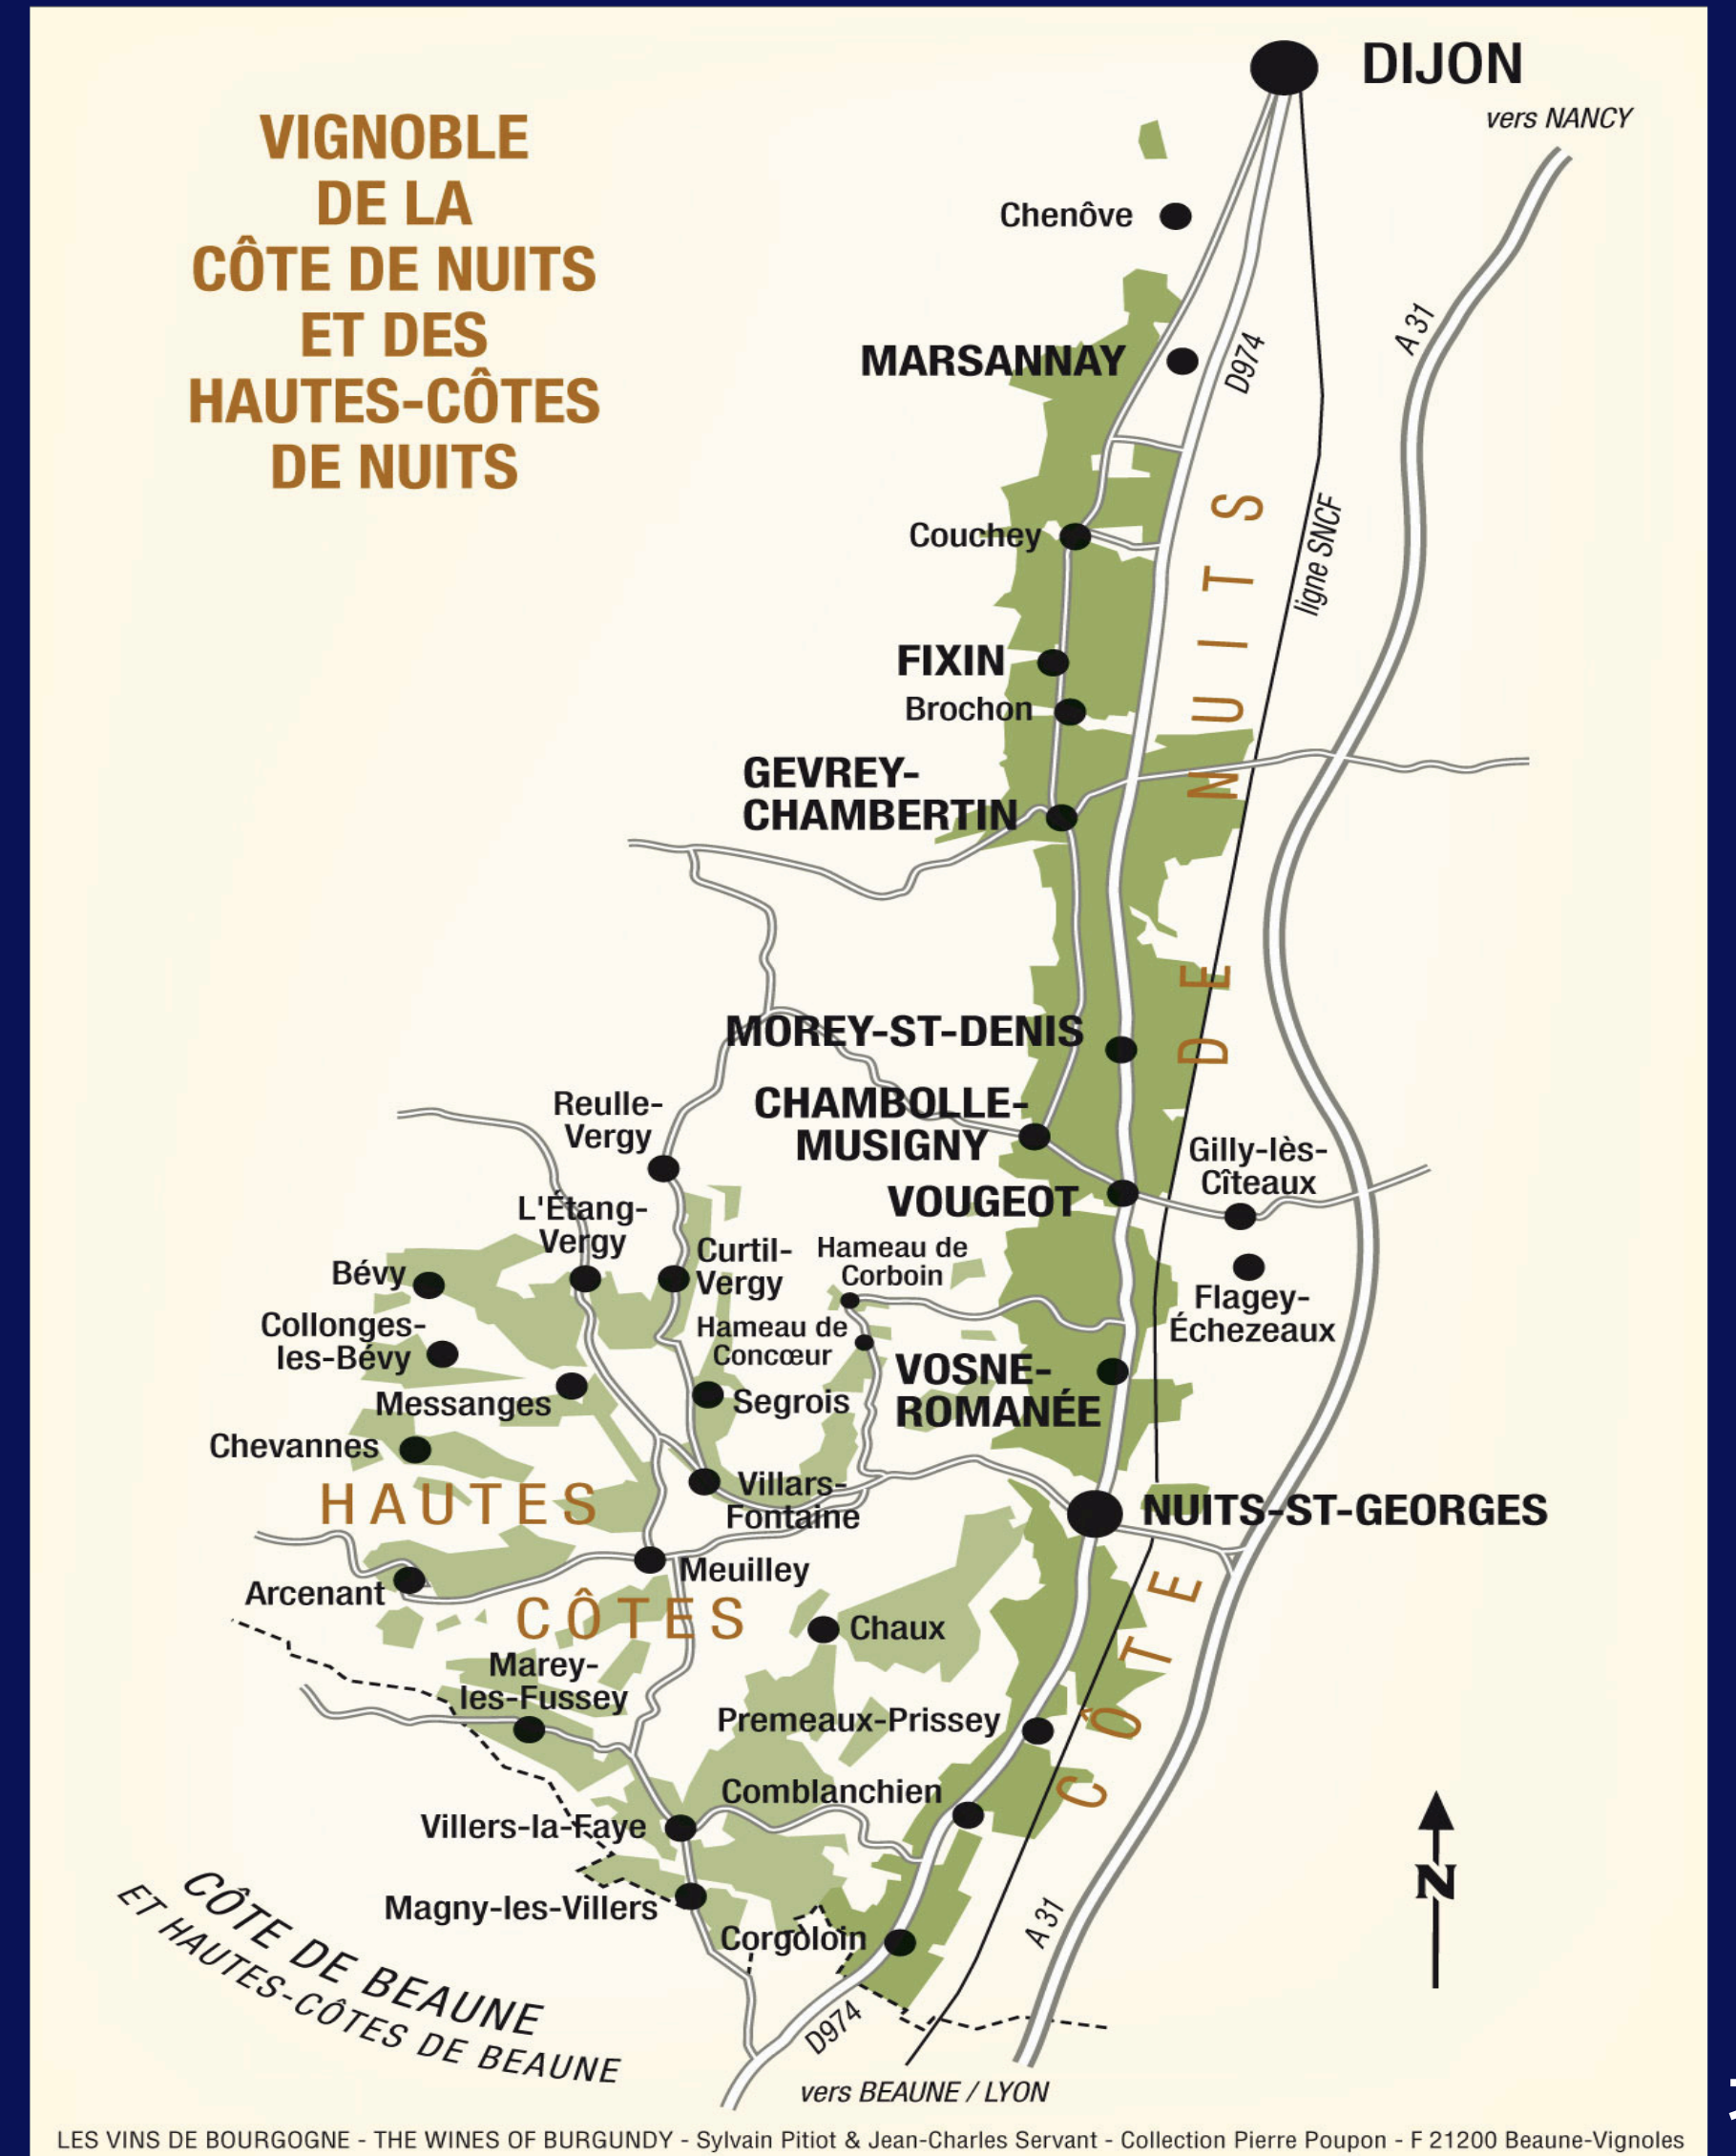 DIJON
vers NANCY
VIGNOBLE
DE LA
CÔTE DE NUITS
ET DES
HAUTES-CÔTES
DE NUITS
Chenôve
A 31
MARSANNAY
D974
Couchey
ligne SNCF
FIXIN
Brochon
GEVREY-
CHAMBERTIN
CÔTE DE NUITS
MOREY-ST-DENIS
Reulle-
Vergy
CHAMBOLLE-
MUSIGNY
Gilly-lès-
Cîteaux
VOUGEOT
L'Étang-
Vergy
Curtil-
Vergy
Hameau de
Corboin
Bévy
Flagey-
Échezeaux
Collonges-
les-Bévy
Hameau de
Concœur
VOSNE-
ROMANÉE
Messanges
Segrois
Chevannes
Villars-
Fontaine
HAUTES
NUITS-ST-GEORGES
Arcenant
Meuilley
CÔTES
Chaux
Marey-
les-Fussey
Premeaux-Prissey
Comblanchien
Villers-la-Faye
Magny-les-Villers
Corgoloin
A 31
N
CÔTE DE BEAUNE
ET HAUTES-CÔTES DE BEAUNE
D974
vers BEAUNE / LYON
LES VINS DE BOURGOGNE - THE WINES OF BURGUNDY - Sylvain Pitiot & Jean-Charles Servant - Collection Pierre Poupon - F 21200 Beaune-Vignoles